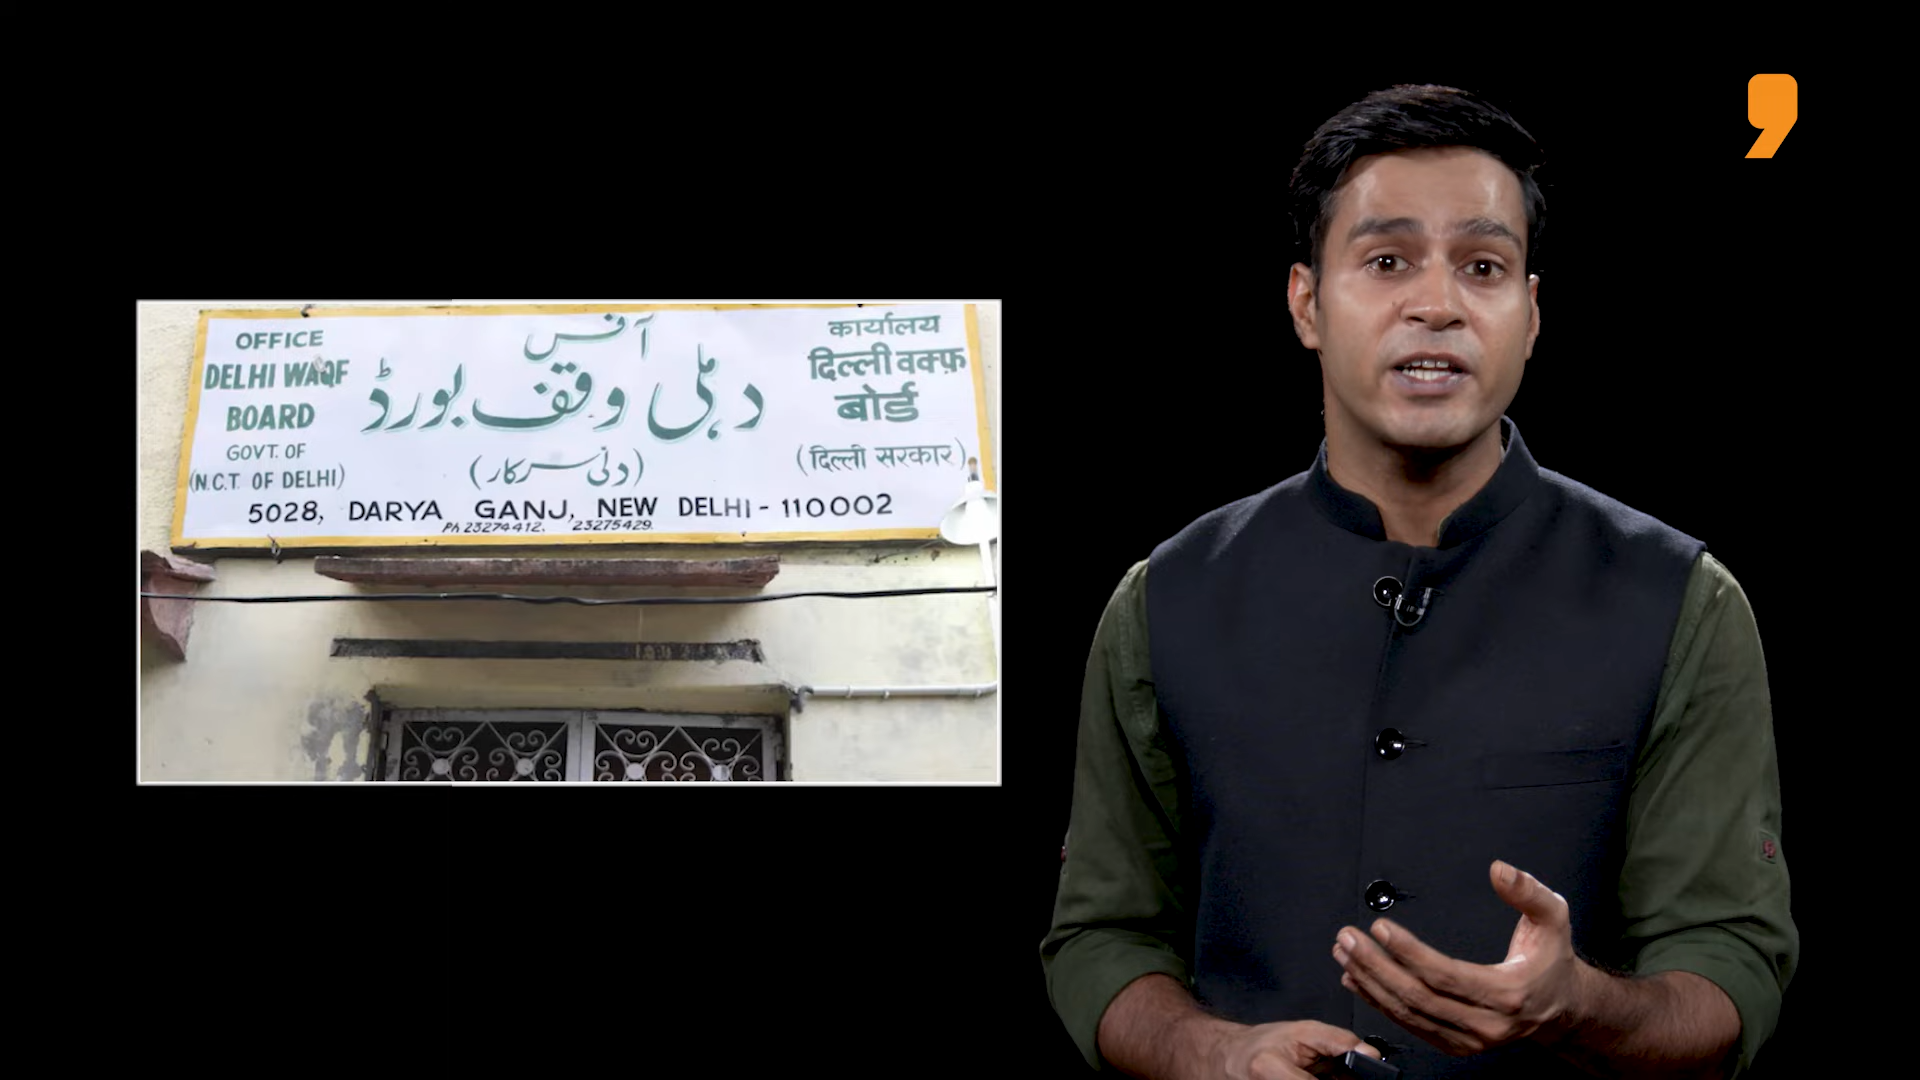 OFFICE
DELHI WAQF
BOARD
GOVT. OF
(N.C.T. OF DELHI)
آفس
دہلی وقف بورڈ
(دلی سرکار)
कार्यालय
दिल्ली वक्फ़
बोर्ड
(दिल्ली सरकार)
5028, DARYA GANJ, NEW DELHI - 110002
Ph 23274412. 23275429.